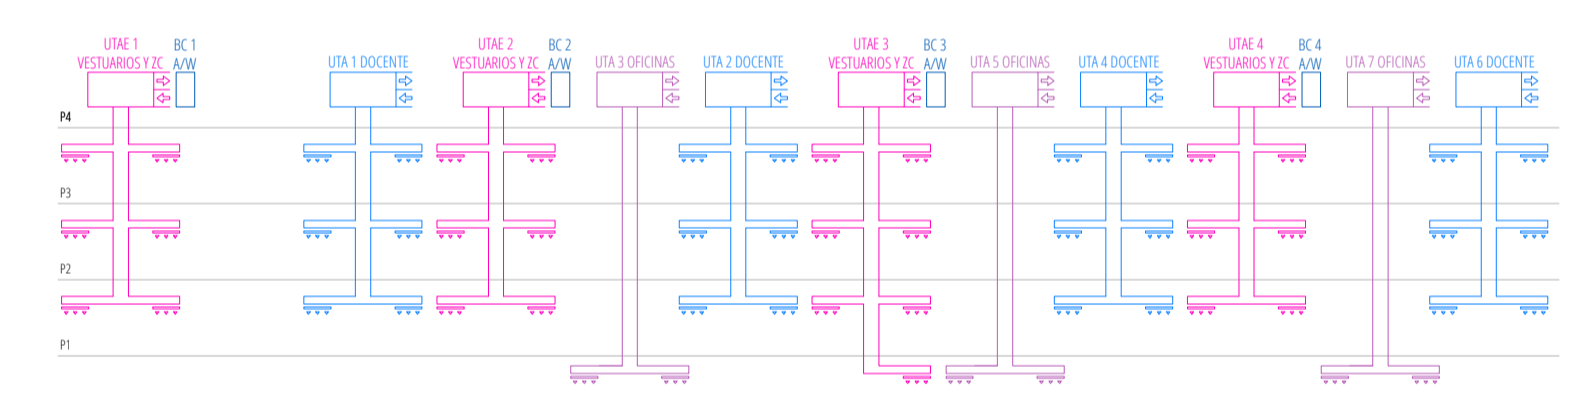 UTAE 1
VESTUARIOS Y ZC
BC 1
A/W
UTA 1 DOCENTE
UTAE 2
VESTUARIOS Y ZC
BC 2
A/W
UTA 3 OFICINAS
UTA 2 DOCENTE
UTAE 3
VESTUARIOS Y ZC
BC 3
A/W
UTA 5 OFICINAS
UTA 4 DOCENTE
UTAE 4
VESTUARIOS Y ZC
BC 4
A/W
UTA 7 OFICINAS
UTA 6 DOCENTE
P4
P3
P2
P1